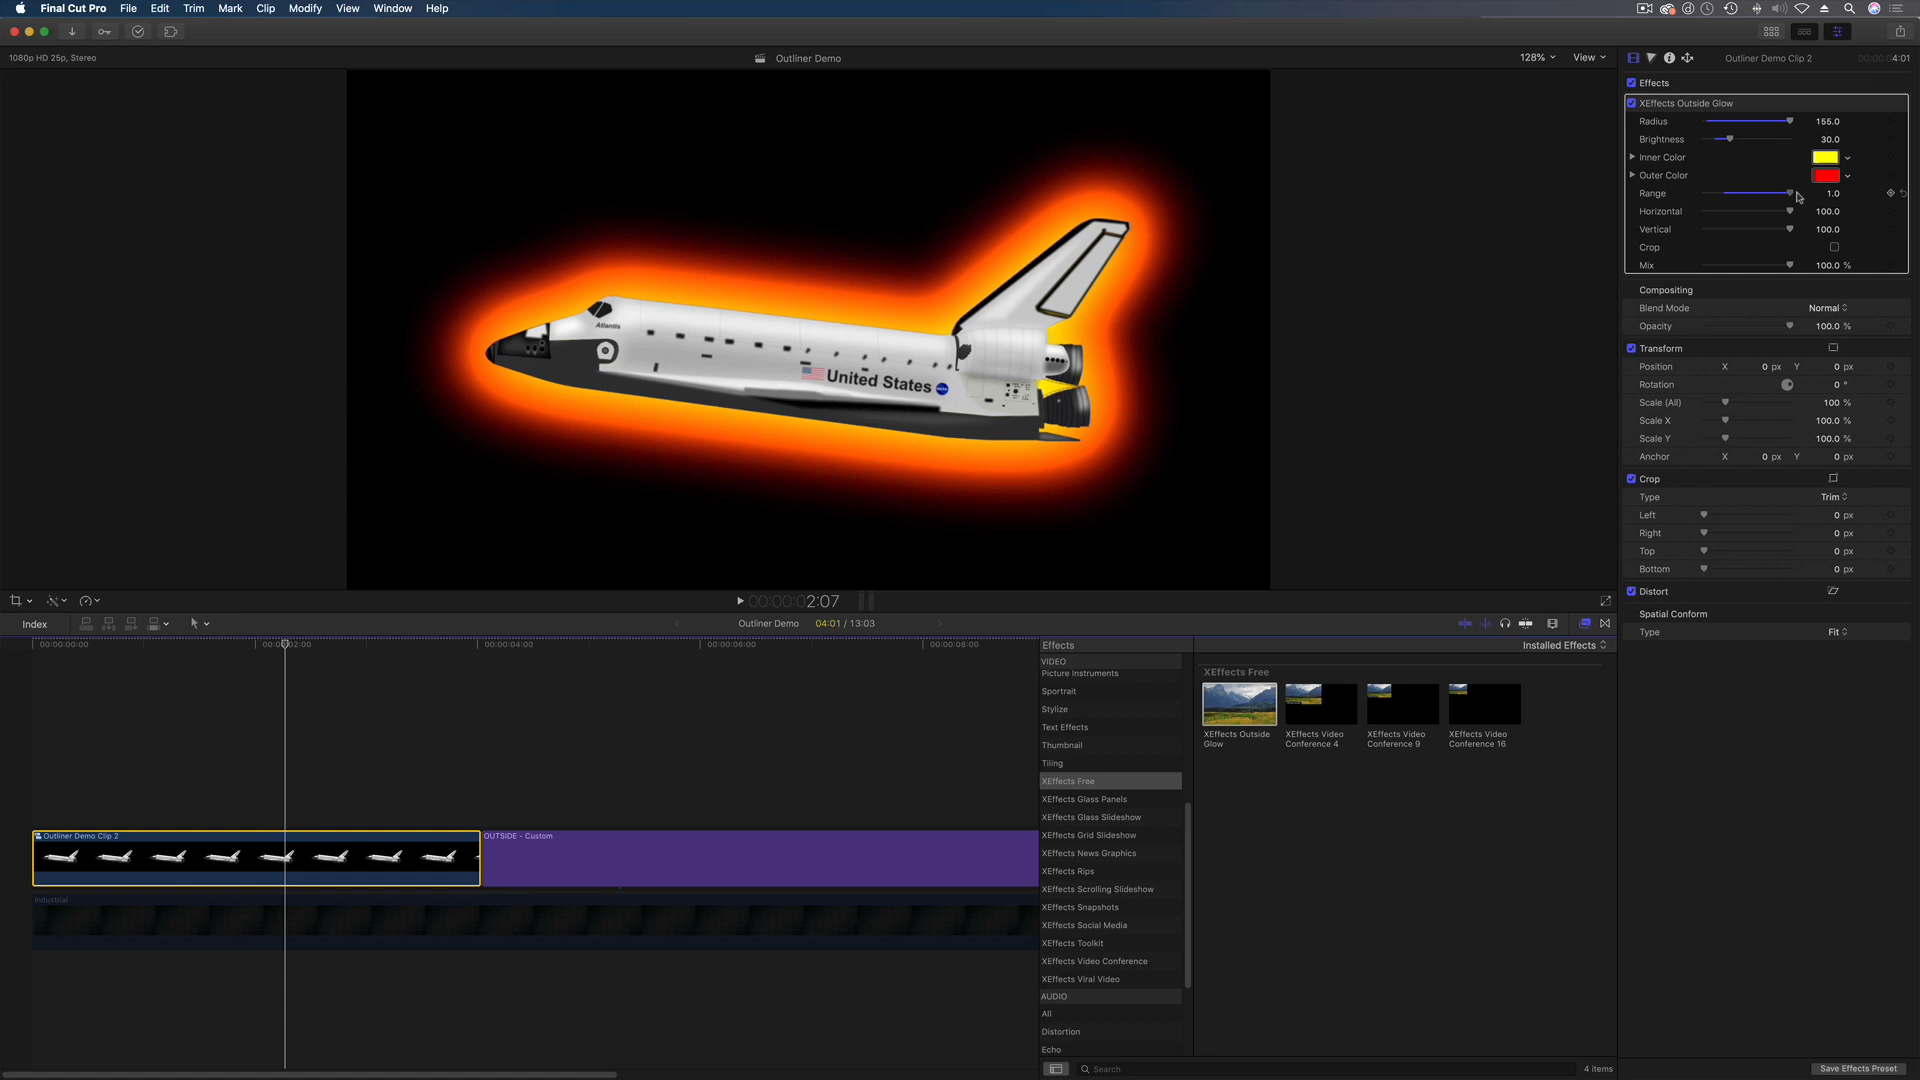 Final Cut Pro File Edit Trim Mark Clip Modify View Window Help
1080p HD 25p, Stereo
Outliner Demo
128%
View
Outliner Demo Clip 2
00:00:04:01
Effects
XEffects Outside Glow
Radius 155.0
Brightness 30.0
Inner Color
Outer Color
Range 1.0
Horizontal 100.0
Vertical 100.0
Crop
Mix 100.0 %
Compositing
Blend Mode Normal
Opacity 100.0 %
Transform
Position X 0 px Y 0 px
Rotation 0 °
Scale (All) 100 %
Scale X 100.0 %
Scale Y 100.0 %
Anchor X 0 px Y 0 px
Crop
Type Trim
Left 0 px
Right 0 px
Top 0 px
Bottom 0 px
Distort
Spatial Conform
Type Fit
Atlantis
United States
00:00:00:02:07
Index
Outliner Demo
04:01 / 13:03
00:00:00:00
00:00:02:00
00:00:04:00
00:00:06:00
00:00:08:00
Outliner Demo Clip 2
OUTSIDE - Custom
Industrial
Effects
Installed Effects
VIDEO
Picture Instruments
Sportrait
Stylize
Text Effects
Thumbnail
Tiling
XEffects Free
XEffects Glass Panels
XEffects Glass Slideshow
XEffects Grid Slideshow
XEffects News Graphics
XEffects Rips
XEffects Scrolling Slideshow
XEffects Snapshots
XEffects Social Media
XEffects Toolkit
XEffects Video Conference
XEffects Viral Video
AUDIO
All
Distortion
Echo
XEffects Free
XEffects Outside
Glow
XEffects Video
Conference 4
XEffects Video
Conference 9
XEffects Video
Conference 16
Search
4 items
Save Effects Preset